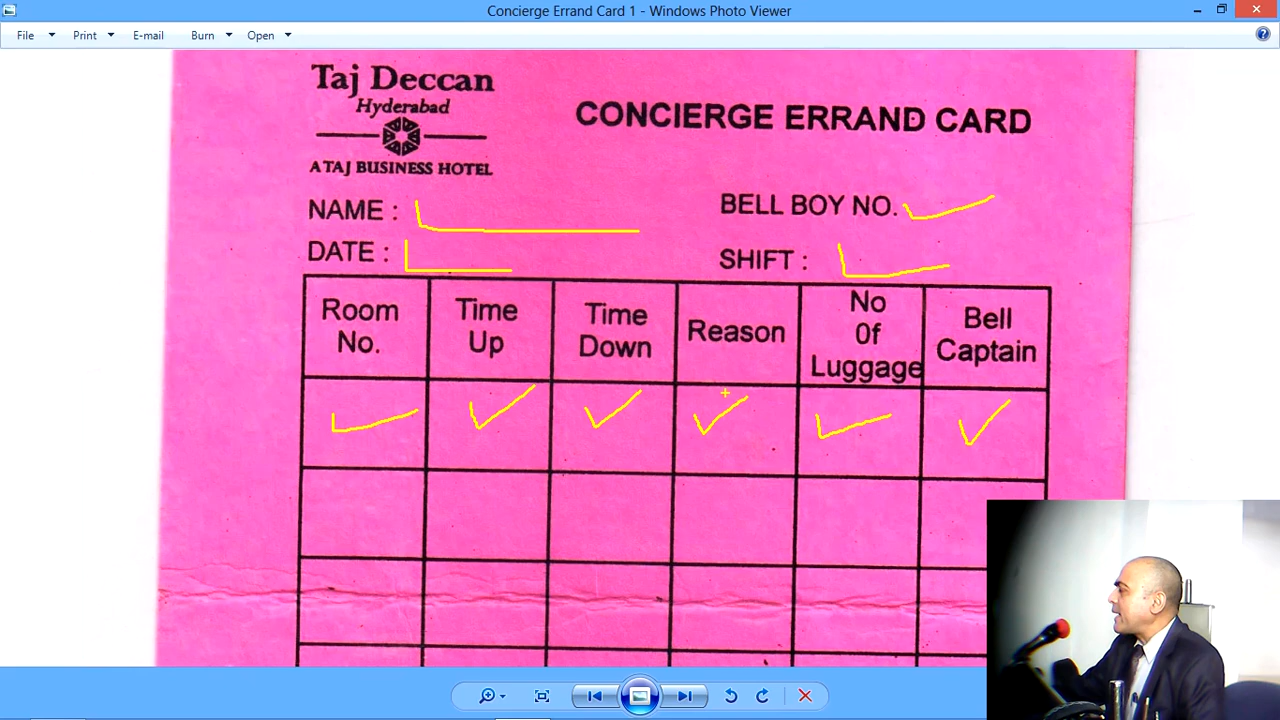 Concierge Errand Card 1 - Windows Photo Viewer
File Print E-mail Burn Open
Taj Deccan
Hyderabad
A TAJ BUSINESS HOTEL
CONCIERGE ERRAND CARD
NAME :
BELL BOY NO.
DATE :
SHIFT :
Room
No.
Time
Up
Time
Down
Reason
No
0f
Luggage
Bell
Captain